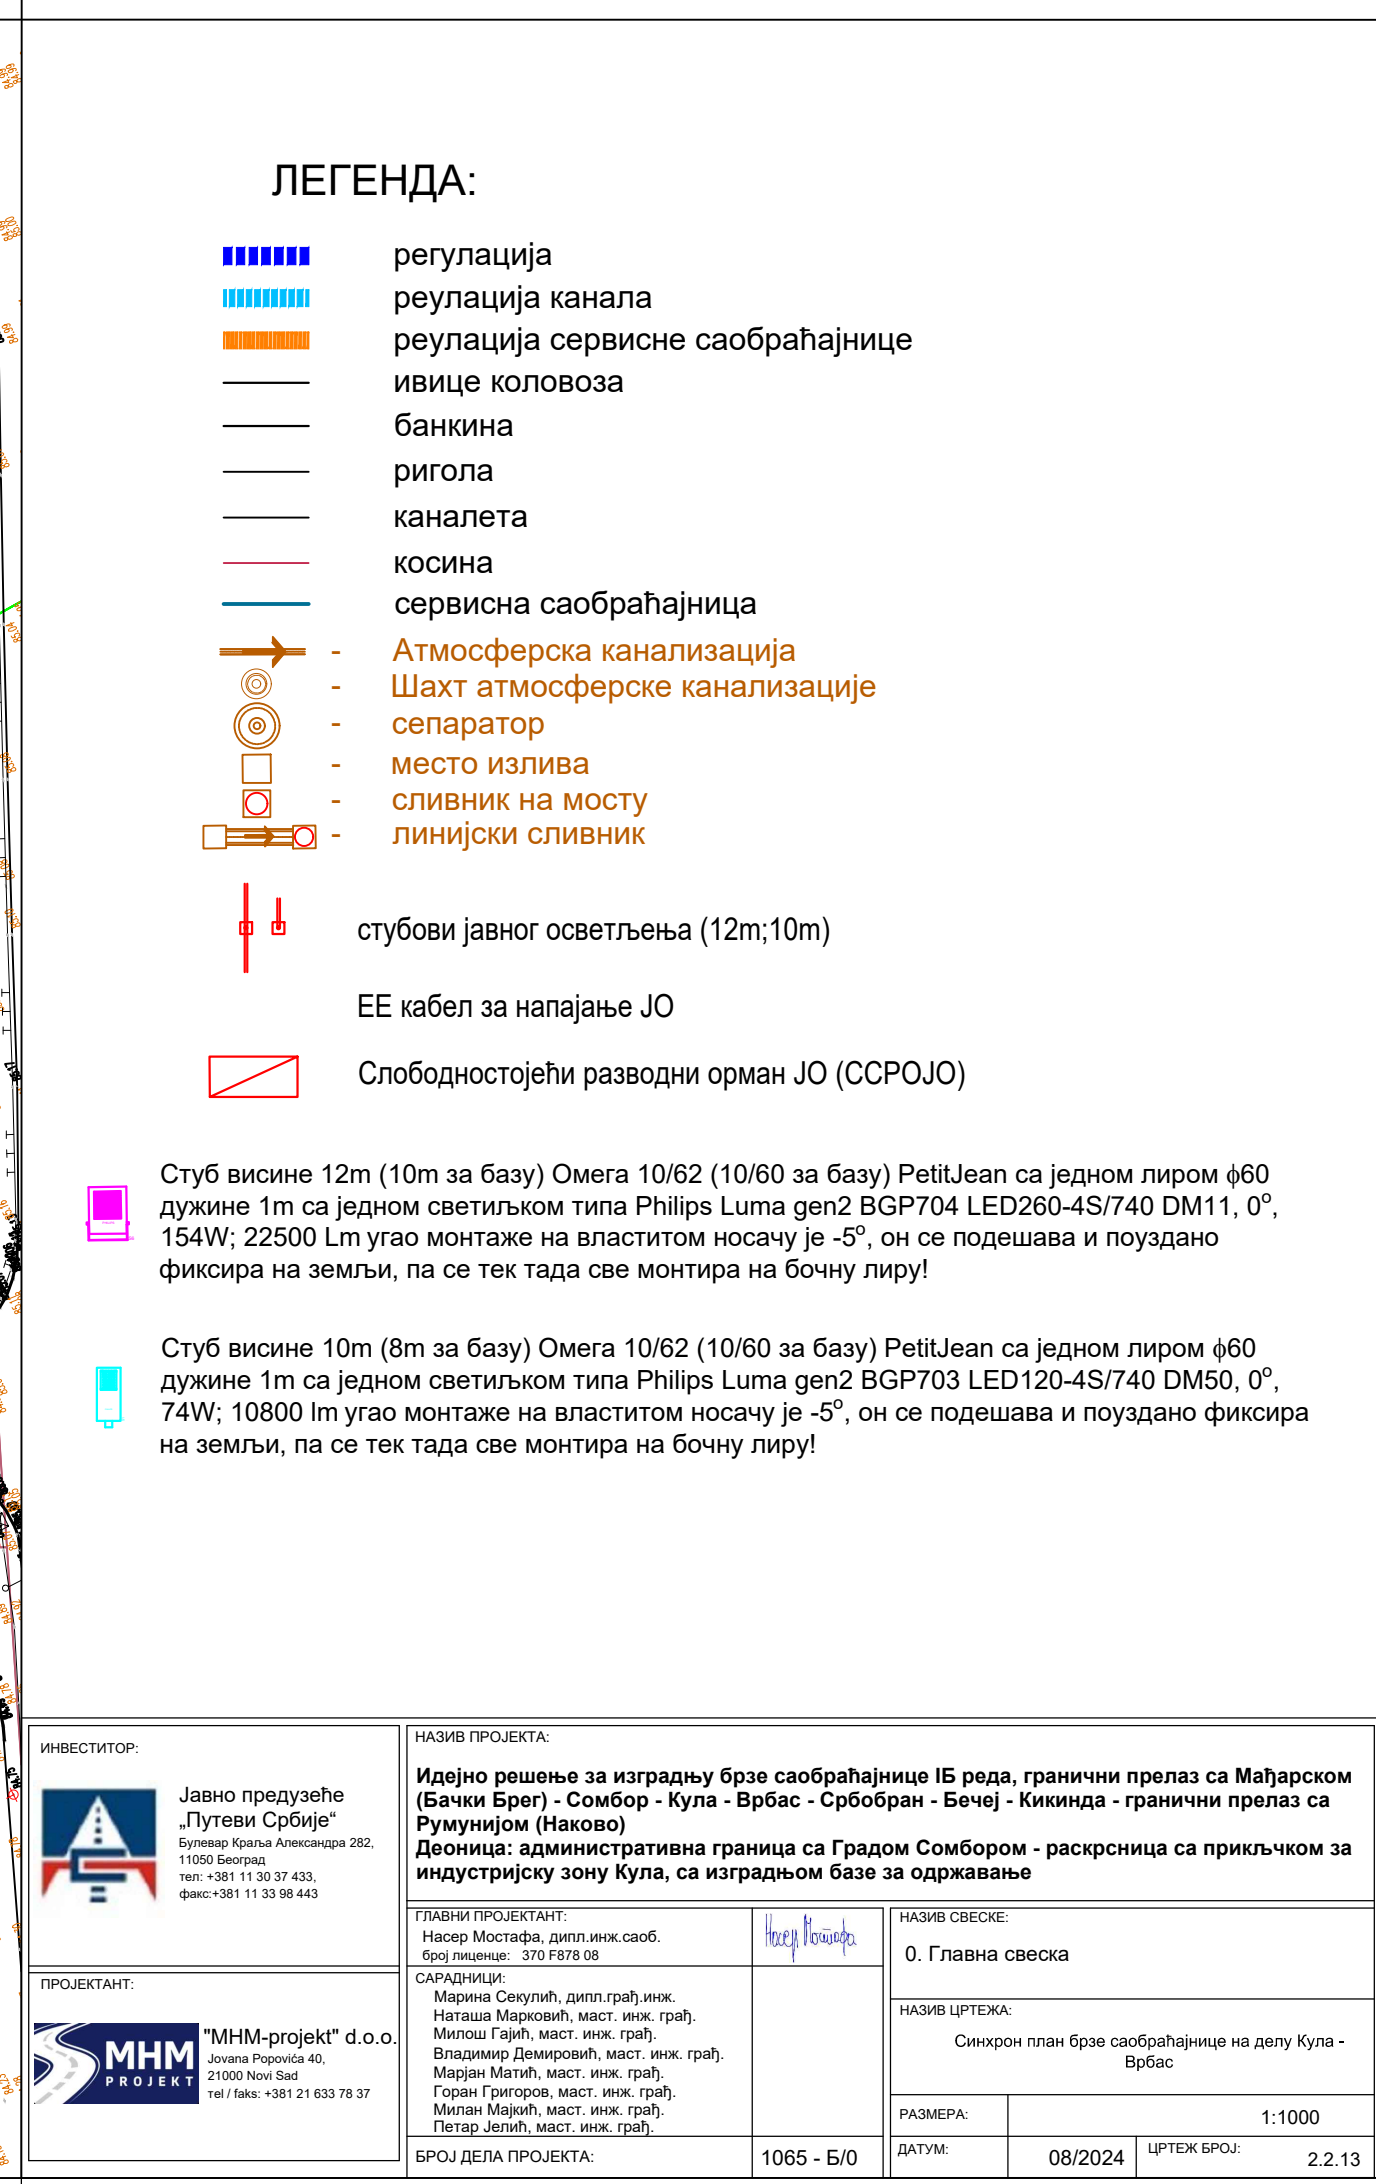 ЛЕГЕНДА:
регулација
реулација канала
реулација сервисне саобраћајнице
ивице коловоза
банкина
ригола
каналета
косина
сервисна саобраћајница
- Атмосферска канализација
- Шахт атмосферске канализације
- сепаратор
- место излива
- сливник на мосту
- линијски сливник
стубови јавног осветљења (12m;10m)
ЕЕ кабел за напајање ЈО
Слободностојећи разводни орман ЈО (ССРОЈО)
Стуб висине 12m (10m за базу) Омега 10/62 (10/60 за базу) PetitJean са једном лиром ϕ60
дужине 1m са једном светиљком типа Philips Luma gen2 BGP704 LED260-4S/740 DM11, 0°,
154W; 22500 Lm угао монтаже на властитом носачу је -5°, он се подешава и поуздано
фиксира на земљи, па се тек тада све монтира на бочну лиру!
Стуб висине 10m (8m за базу) Омега 10/62 (10/60 за базу) PetitJean са једном лиром ϕ60
дужине 1m са једном светиљком типа Philips Luma gen2 BGP703 LED120-4S/740 DM50, 0°,
74W; 10800 lm угао монтаже на властитом носачу је -5°, он се подешава и поуздано фиксира
на земљи, па се тек тада све монтира на бочну лиру!
ИНВЕСТИТОР:
Јавно предузеће
„Путеви Србије“
Булевар Краља Александра 282,
11050 Београд
тел: +381 11 30 37 433,
факс:+381 11 33 98 443
ПРОЈЕКТАНТ:
MHM
PROJEKT
"MHM-projekt" d.o.o.
Jovana Popovića 40,
21000 Novi Sad
tel / faks: +381 21 633 78 37
НАЗИВ ПРОЈЕКТА:
Идејно решење за изградњу брзе саобраћајнице IБ реда, гранични прелаз са Мађарском
(Бачки Брег) - Сомбор - Кула - Врбас - Србобран - Бечеј - Кикинда - гранични прелаз са
Румунијом (Наково)
Деоница: административна граница са Градом Сомбором - раскрсница са прикључком за
индустријску зону Кула, са изградњом базе за одржавање
ГЛАВНИ ПРОЈЕКТАНТ:
Насер Мостафа, дипл.инж.саоб.
број лиценце: 370 F878 08
Насер Мостафа
САРАДНИЦИ:
Марина Секулић, дипл.грађ.инж.
Наташа Марковић, маст. инж. грађ.
Милош Гајић, маст. инж. грађ.
Владимир Демировић, маст. инж. грађ.
Марјан Матић, маст. инж. грађ.
Горан Григоров, маст. инж. грађ.
Милан Мајкић, маст. инж. грађ.
Петар Јелић, маст. инж. грађ.
БРОЈ ДЕЛА ПРОЈЕКТА:
1065 - Б/0
НАЗИВ СВЕСКЕ:
0. Главна свеска
НАЗИВ ЦРТЕЖА:
Синхрон план брзе саобраћајнице на делу Кула -
Врбас
РАЗМЕРА:
1:1000
ДАТУМ:
08/2024
ЦРТЕЖ БРОЈ:
2.2.13